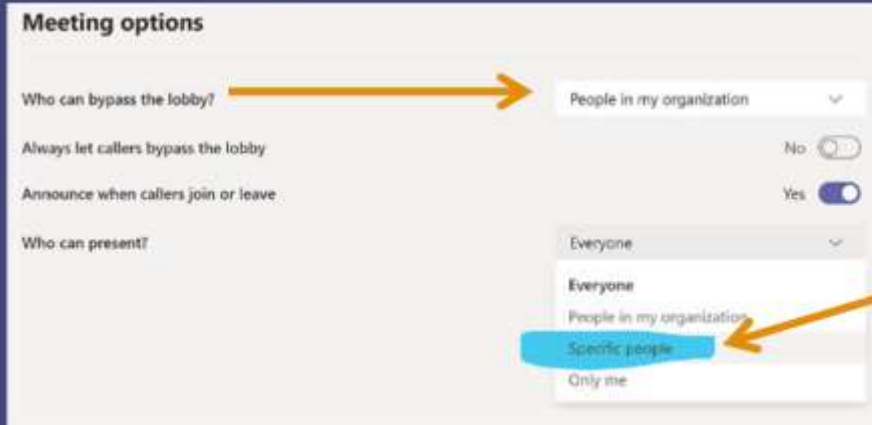 Meeting options
Who can bypass the lobby? People in my organization
Always let callers bypass the lobby No
Announce when callers join or leave Yes
Who can present? Everyone
Everyone
People in my organization
Specific people
Only me